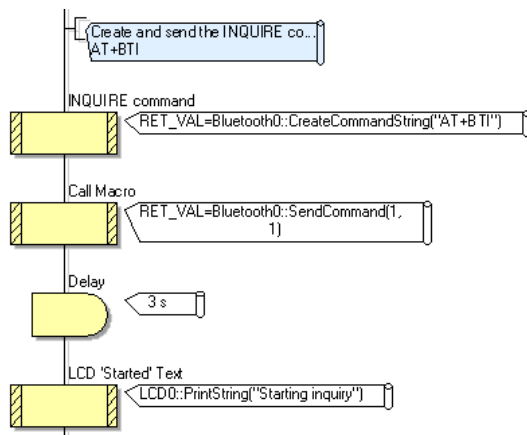 Create and send the INQUIRE co...
AT+BTI
INQUIRE command
RET_VAL=Bluetooth0::CreateCommandString("AT+BTI")
Call Macro
RET_VAL=Bluetooth0::SendCommand(1,
1)
Delay
3 s
LCD 'Started' Text
LCD0::PrintString("Starting inquiry")